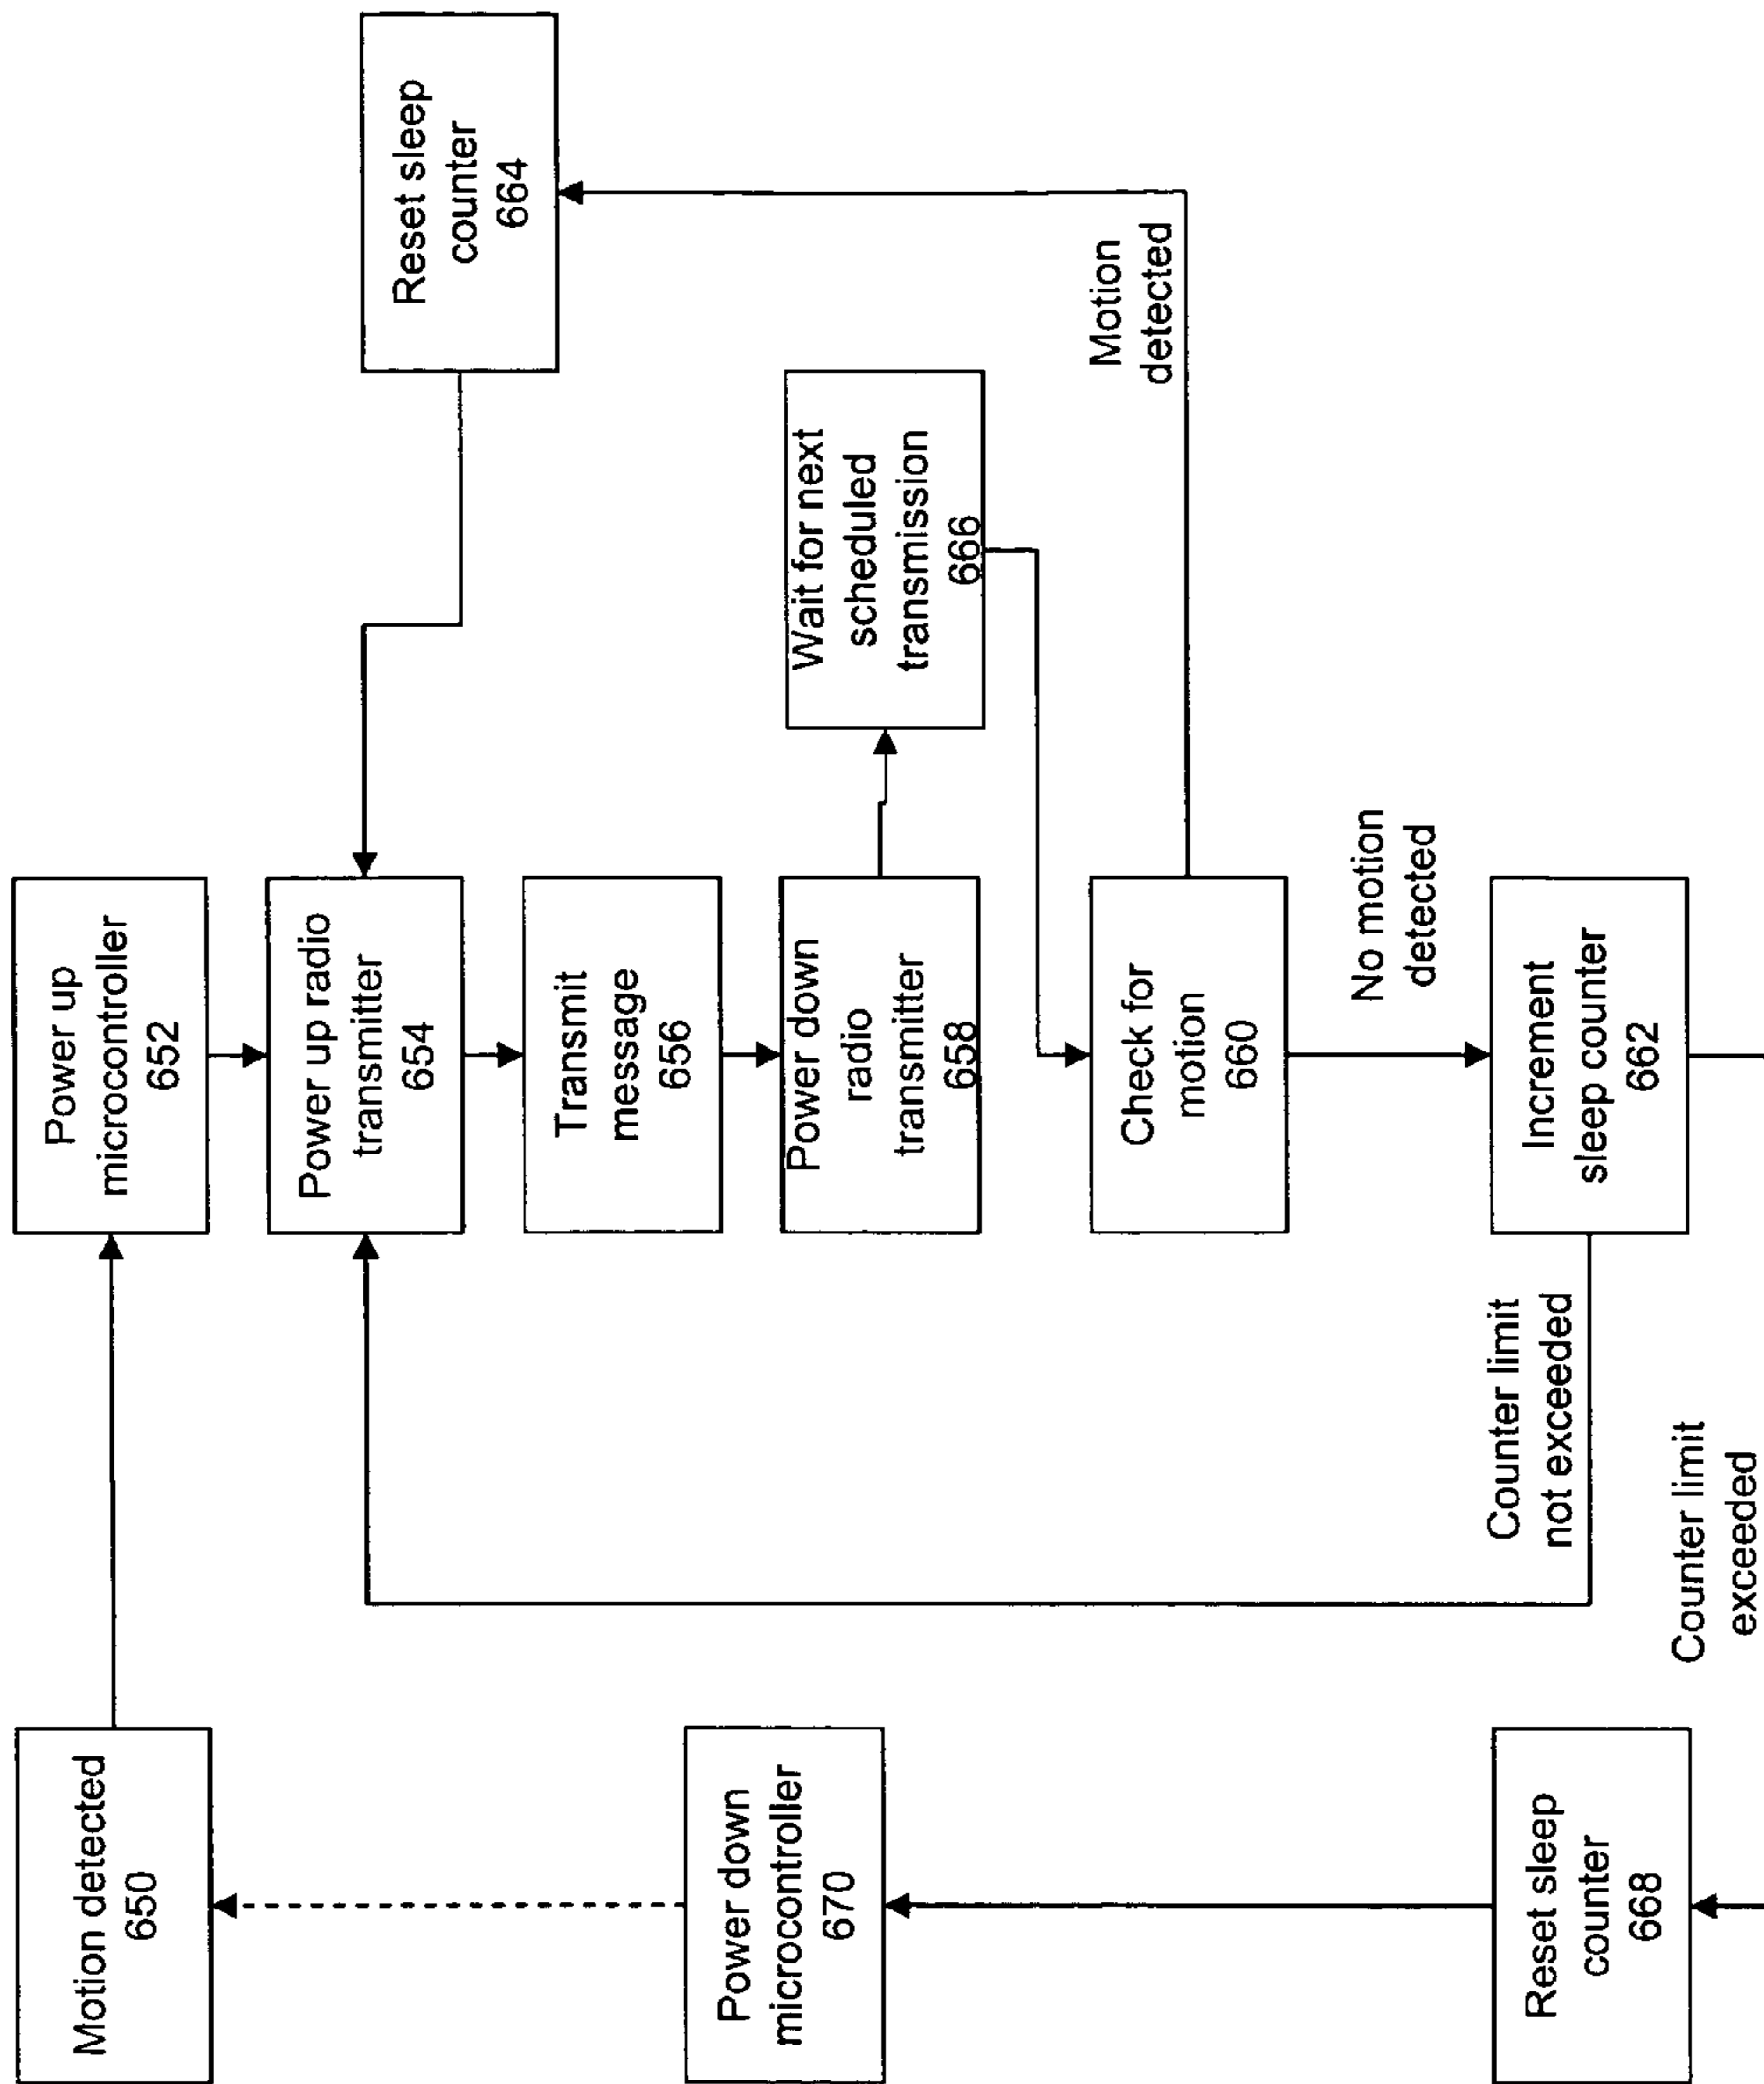 Motion detected
650
Power up
microcontroller
652
Power up radio
transmitter
654
Reset sleep
counter
664
Transmit
message
656
Power down
radio
transmitter
658
Wait for next
scheduled
transmission
666
Power down
microcontroller
670
Check for
motion
660
Motion
detected
No motion
detected
Increment
sleep counter
662
Counter limit
not exceeded
Reset sleep
counter
668
Counter limit
exceeded